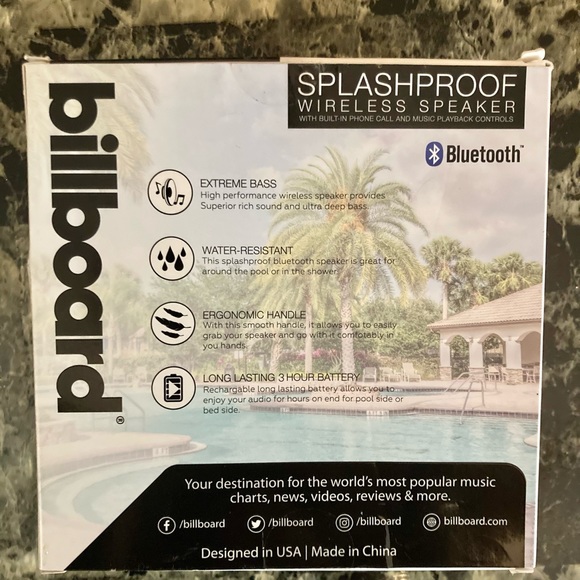 billboard®
SPLASHPROOF
WIRELESS SPEAKER
WITH BUILT-IN PHONE CALL AND MUSIC PLAYBACK CONTROLS
Bluetooth™
EXTREME BASS
High performance wireless speaker provides
Superior rich sound and ultra deep bass.
WATER-RESISTANT
This splashproof bluetooth speaker is great for
around the pool or in the shower.
ERGONOMIC HANDLE
With this smooth handle, it allows you to easily
grab your speaker and go with it comfortably in
you hands.
LONG LASTING 3 HOUR BATTERY
Rechargable long lasting battery allows you to
enjoy your audio for hours on end for pool side or
bed side.
Your destination for the world's most popular music
charts, news, videos, reviews & more.
/billboard /billboard /billboard billboard.com
Designed in USA | Made in China